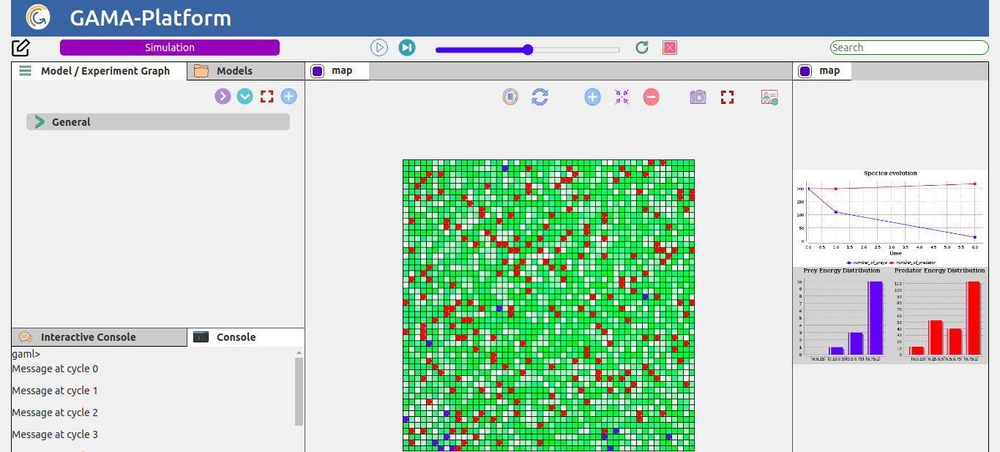 GAMA-Platform
Simulation
Search
Model / Experiment Graph
Models
map
map
General
Species evolution
200
150
100
50
0
0.0 0.5 1.0 1.5 2.0 2.5 3.0 3.5 4.0 4.5 5.0 5.5 6.0
time
number_of_preys number_of_predator
Prey Energy Distribution
10
9
8
7
6
5
4
3
2
1
0
[0;0.25] ]0.25;0.5] ]0.5;0.75] ]0.75;1]
Predator Energy Distribution
110
100
90
80
70
60
50
40
30
20
10
0
[0;0.25] ]0.25;0.5] ]0.5;0.75] ]0.75;1]
Interactive Console
Console
gaml>
Message at cycle 0
Message at cycle 1
Message at cycle 2
Message at cycle 3